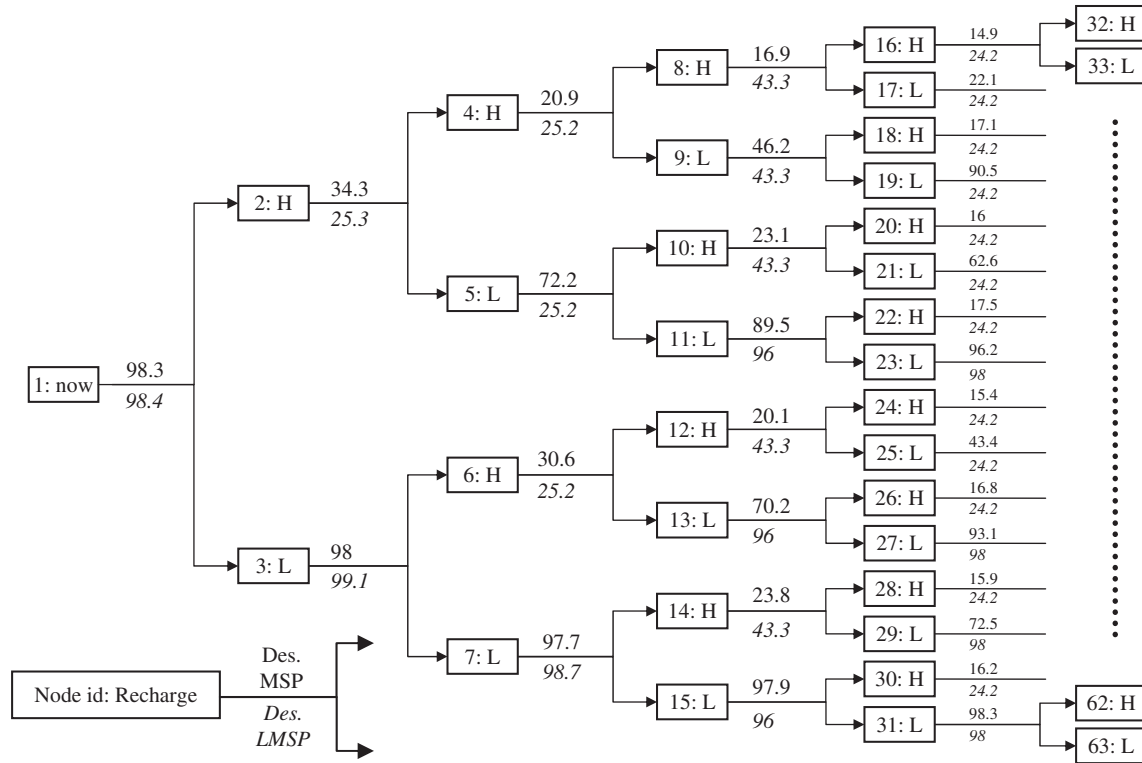 32: H
8: H 16.9 43.3 16: H 14.9 24.2
33: L
4: H 20.9 25.2
17: L 22.1 24.2
9: L 46.2 43.3 18: H 17.1 24.2
2: H 34.3 25.3
19: L 90.5 24.2
10: H 23.1 43.3 20: H 16 24.2
5: L 72.2 25.2
21: L 62.6 24.2
11: L 89.5 96 22: H 17.5 24.2
1: now 98.3 98.4
23: L 96.2 98
12: H 20.1 43.3 24: H 15.4 24.2
6: H 30.6 25.2
25: L 43.4 24.2
13: L 70.2 96 26: H 16.8 24.2
3: L 98 99.1
27: L 93.1 98
14: H 23.8 43.3 28: H 15.9 24.2
7: L 97.7 98.7
29: L 72.5 98
15: L 97.9 96 30: H 16.2 24.2
62: H
31: L 98.3 98
63: L
Node id: Recharge
Des.
MSP
Des.
LMSP